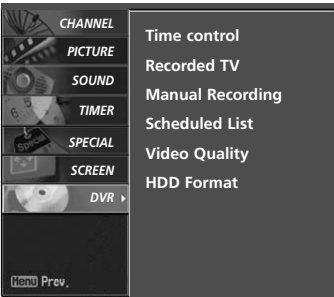 CHANNEL
PICTURE
SOUND
TIMER
SPECIAL
SCREEN
DVR
Menu Prev.
Time control
Recorded TV
Manual Recording
Scheduled List
Video Quality
HDD Format